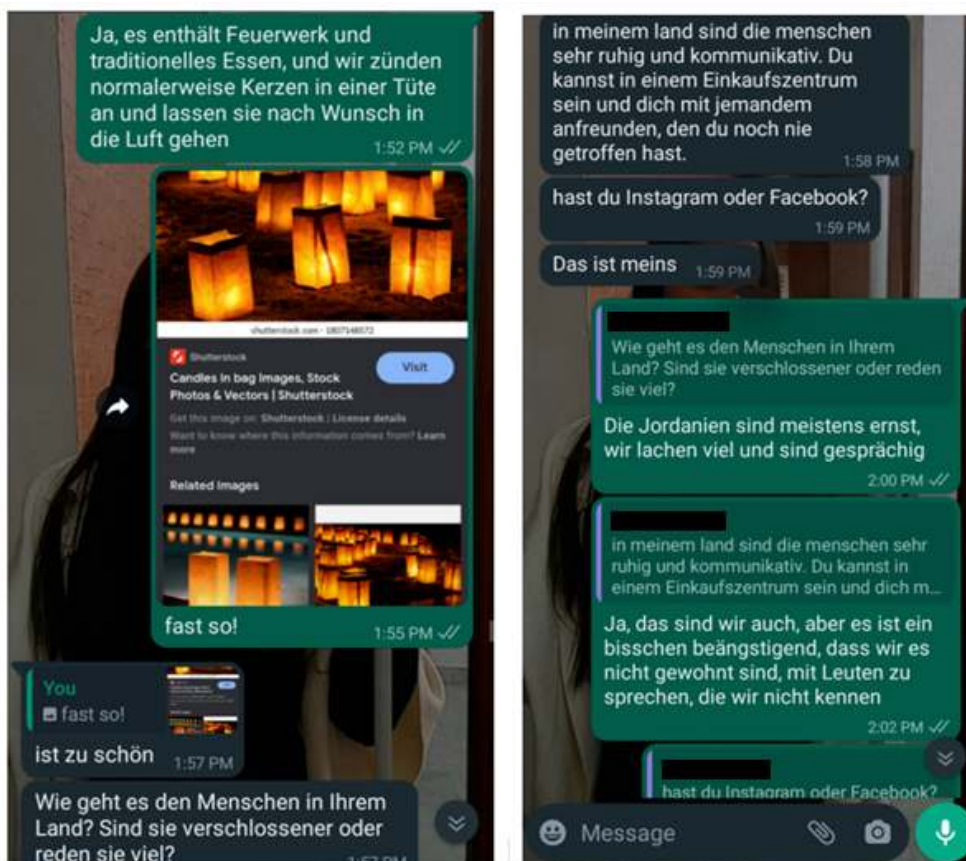 Ja, es enthält Feuerwerk und
traditionelles Essen, und wir zünden
normalerweise Kerzen in einer Tüte
an und lassen sie nach Wunsch in
die Luft gehen
1:52 PM
shutterstock.com · 1807148572
Shutterstock
Visit
Candles in bag Images, Stock
Photos & Vectors | Shutterstock
Get this image on: Shutterstock | License details
Want to know where this information comes from? Learn
more
Related Images
fast so!
1:55 PM
You
fast so!
ist zu schön
1:57 PM
Wie geht es den Menschen in Ihrem
Land? Sind sie verschlossener oder
reden sie viel?
1:57 PM
in meinem land sind die menschen
sehr ruhig und kommunikativ. Du
kannst in einem Einkaufszentrum
sein und dich mit jemandem
anfreunden, den du noch nie
getroffen hast.
1:58 PM
hast du Instagram oder Facebook?
1:59 PM
Das ist meins
1:59 PM
Wie geht es den Menschen in Ihrem
Land? Sind sie verschlossener oder reden
sie viel?
Die Jordanien sind meistens ernst,
wir lachen viel und sind gesprächig
2:00 PM
in meinem land sind die menschen sehr
ruhig und kommunikativ. Du kannst in
einem Einkaufszentrum sein und dich m...
Ja, das sind wir auch, aber es ist ein
bisschen beängstigend, dass wir es
nicht gewohnt sind, mit Leuten zu
sprechen, die wir nicht kennen
2:02 PM
hast du Instagram oder Facebook?
Message